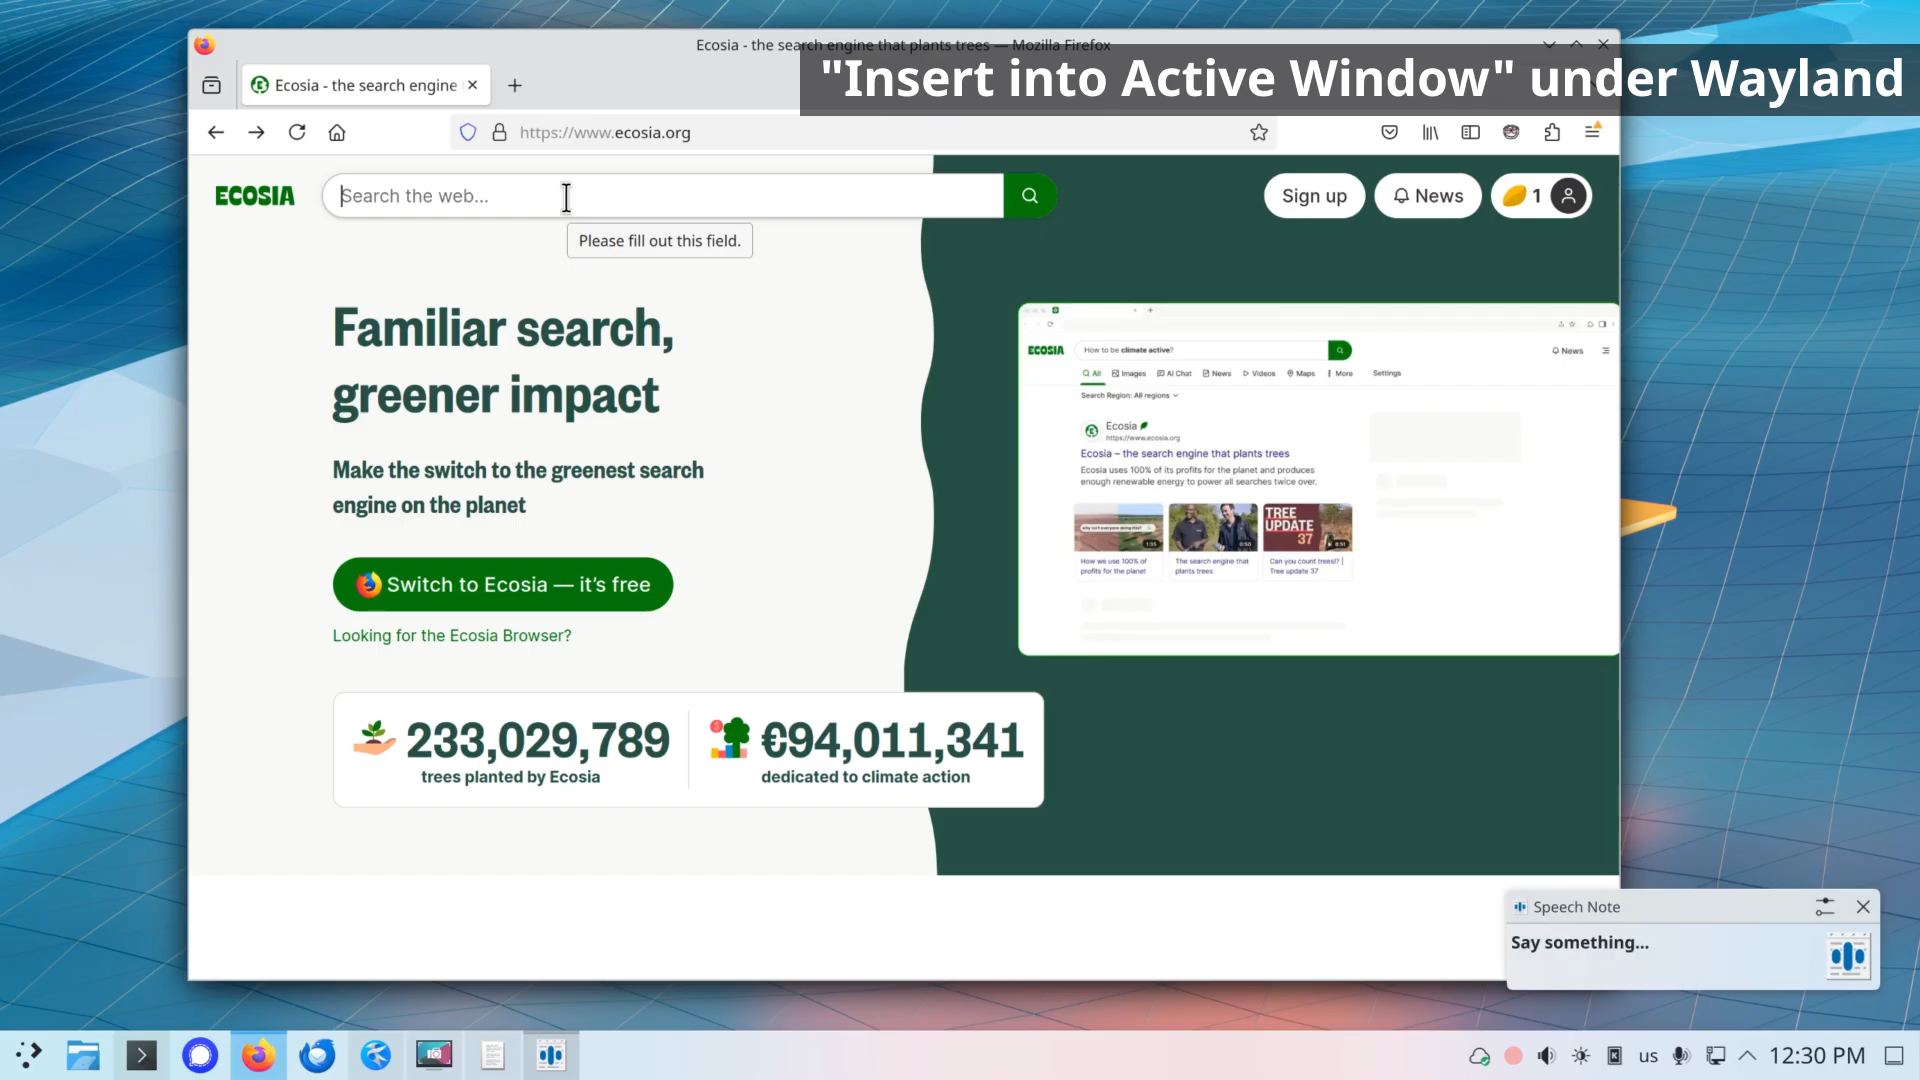 Ecosia - the search engine that plants trees — Mozilla Firefox
"Insert into Active Window" under Wayland
Ecosia - the search engine
https://www.ecosia.org
ECOSIA
Search the web...
Sign up
News
1
Please fill out this field.
Familiar search,
greener impact
Make the switch to the greenest search
engine on the planet
Switch to Ecosia — it's free
Looking for the Ecosia Browser?
233,029,789
trees planted by Ecosia
€94,011,341
dedicated to climate action
ECOSIA
How to be climate active?
News
All
Images
AI Chat
News
Videos
Maps
More
Settings
Search Region: All regions
Ecosia
https://www.ecosia.org
Ecosia – the search engine that plants trees
Ecosia uses 100% of its profits for the planet and produces
enough renewable energy to power all searches twice over.
TREE
UPDATE
37
1:35
0:50
8:51
How we use 100% of
profits for the planet
The search engine that
plants trees
Can you count trees!? |
Tree update 37
Speech Note
Say something...
us
12:30 PM